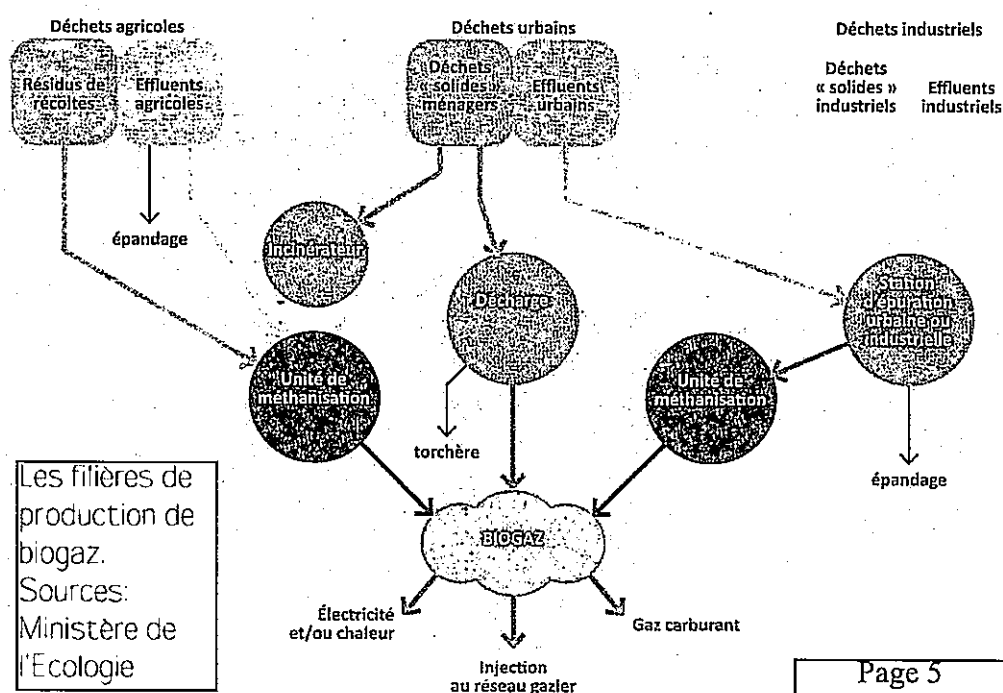 Déchets agricoles
Résidus de
récoltes
Effluents
agricoles
Déchets urbains
Déchets
« solides »
ménagers
Effluents
urbains
Déchets industriels
Déchets
« solides »
industriels
Effluents
industriels
épandage
Incinérateur
Décharge
Station
d'épuration
urbaine ou
industrielle
Unité de
méthanisation
torchère
Unité de
méthanisation
épandage
BIOGAZ
Électricité
et/ou chaleur
Injection
au réseau gazier
Gaz carburant
Les filières de
production de
biogaz.
Sources:
Ministère de
l'Ecologie
Page 5